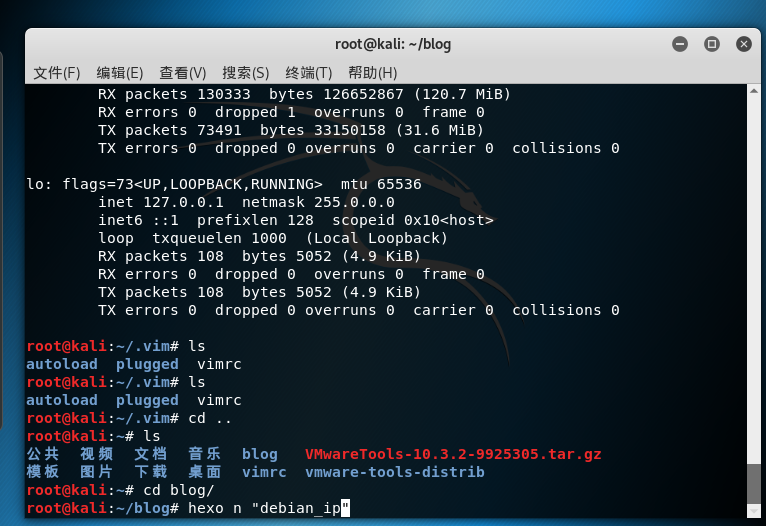 root@kali: ~/blog
文件(F) 编辑(E) 查看(V) 搜索(S) 终端(T) 帮助(H)
RX packets 130333  bytes 126652867 (120.7 MiB)
RX errors 0  dropped 1  overruns 0  frame 0
TX packets 73491  bytes 33150158 (31.6 MiB)
TX errors 0  dropped 0 overruns 0  carrier 0  collisions 0
lo: flags=73<UP,LOOPBACK,RUNNING>  mtu 65536
inet 127.0.0.1  netmask 255.0.0.0
inet6 ::1  prefixlen 128  scopeid 0x10<host>
loop  txqueuelen 1000  (Local Loopback)
RX packets 108  bytes 5052 (4.9 KiB)
RX errors 0  dropped 0  overruns 0  frame 0
TX packets 108  bytes 5052 (4.9 KiB)
TX errors 0  dropped 0 overruns 0  carrier 0  collisions 0
root@kali:~/.vim# ls
autoload  plugged  vimrc
root@kali:~/.vim# ls
autoload  plugged  vimrc
root@kali:~/.vim# cd ..
root@kali:~# ls
公共  视频  文档  音乐  blog   VMwareTools-10.3.2-9925305.tar.gz
模板  图片  下载  桌面  vimrc  vmware-tools-distrib
root@kali:~# cd blog/
root@kali:~/blog# hexo n "debian_ip"